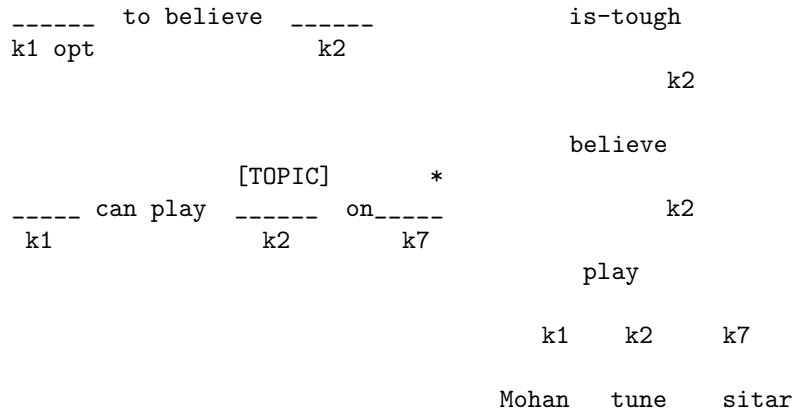 ______ to believe ______ is-tough
k1 opt k2
k2
believe
[TOPIC] *
_____ can play ______ on_____ k2
k1 k2 k7
play
k1 k2 k7
Mohan tune sitar